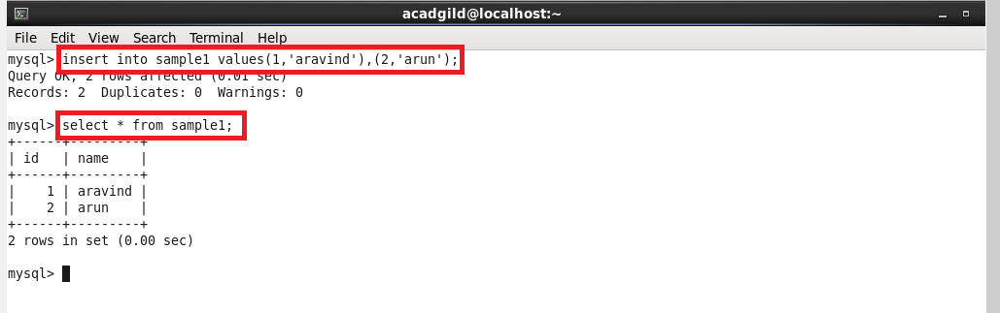 acadgild@localhost:~
File Edit View Search Terminal Help
mysql> insert into sample1 values(1,'aravind'),(2,'arun');
Query OK, 2 rows affected (0.01 sec)
Records: 2  Duplicates: 0  Warnings: 0
mysql> select * from sample1;
+------+---------+
| id   | name    |
+------+---------+
|    1 | aravind |
|    2 | arun    |
+------+---------+
2 rows in set (0.00 sec)
mysql>